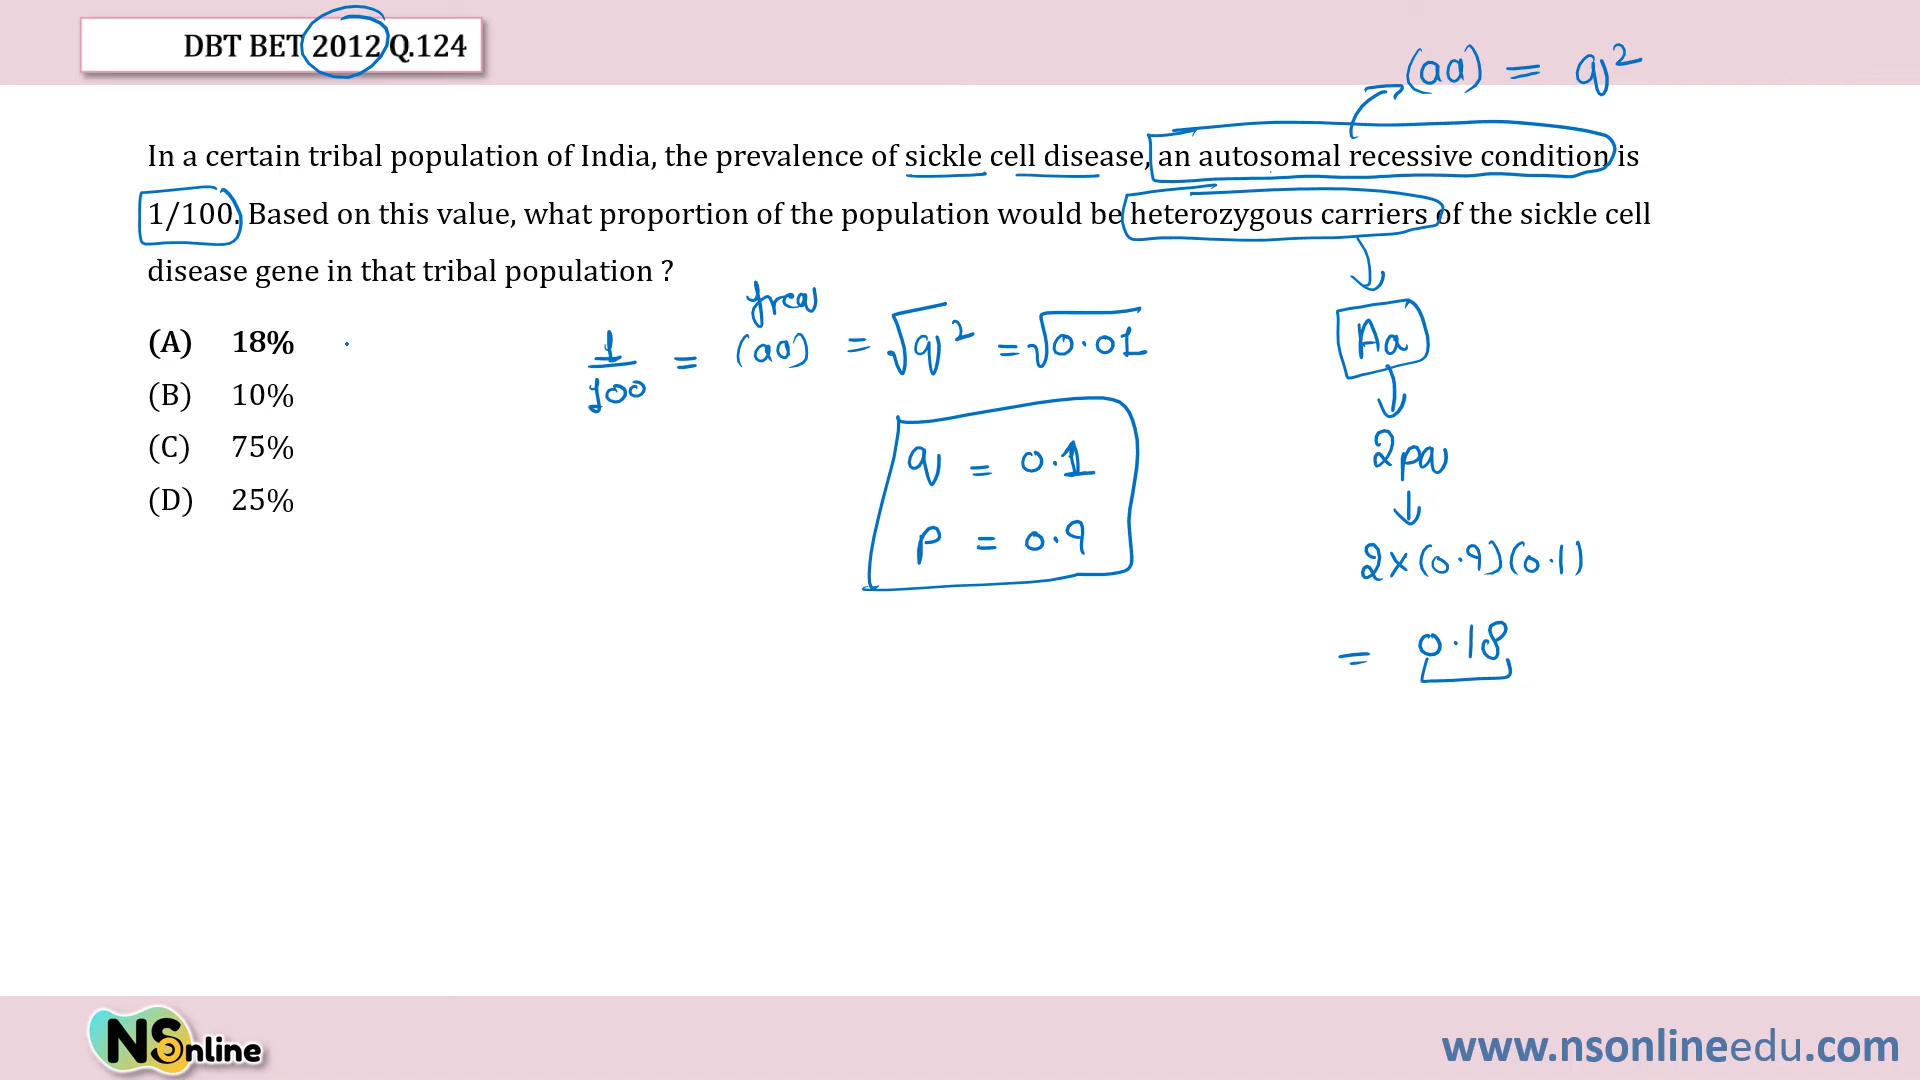 DBT BET 2012 Q.124
(aa) = q²
In a certain tribal population of India, the prevalence of sickle cell disease, an autosomal recessive condition is
1/100. Based on this value, what proportion of the population would be heterozygous carriers of the sickle cell
disease gene in that tribal population ?
(A) 18%
(B) 10%
(C) 75%
(D) 25%
freq
1/100 = (aa) = √q² = √0.01
q = 0.1
p = 0.9
Aa
2pq
2×(0.9)(0.1)
= 0.18
NSOnline
www.nsonlineedu.com